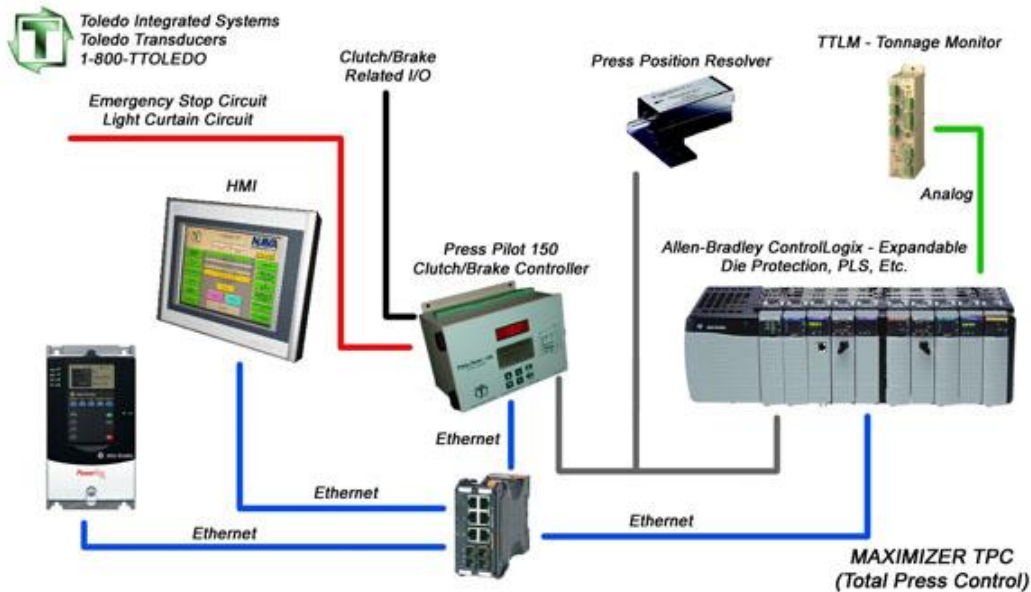 Toledo Integrated Systems
Toledo Transducers
1-800-TTOLEDO
Clutch/Brake
Related I/O
Press Position Resolver
TTLM - Tonnage Monitor
Emergency Stop Circuit
Light Curtain Circuit
HMI
Analog
Press Pilot 150
Clutch/Brake Controller
Allen-Bradley ControlLogix - Expandable
Die Protection, PLS, Etc.
Ethernet
Ethernet
Ethernet
Ethernet
MAXIMIZER TPC
(Total Press Control)